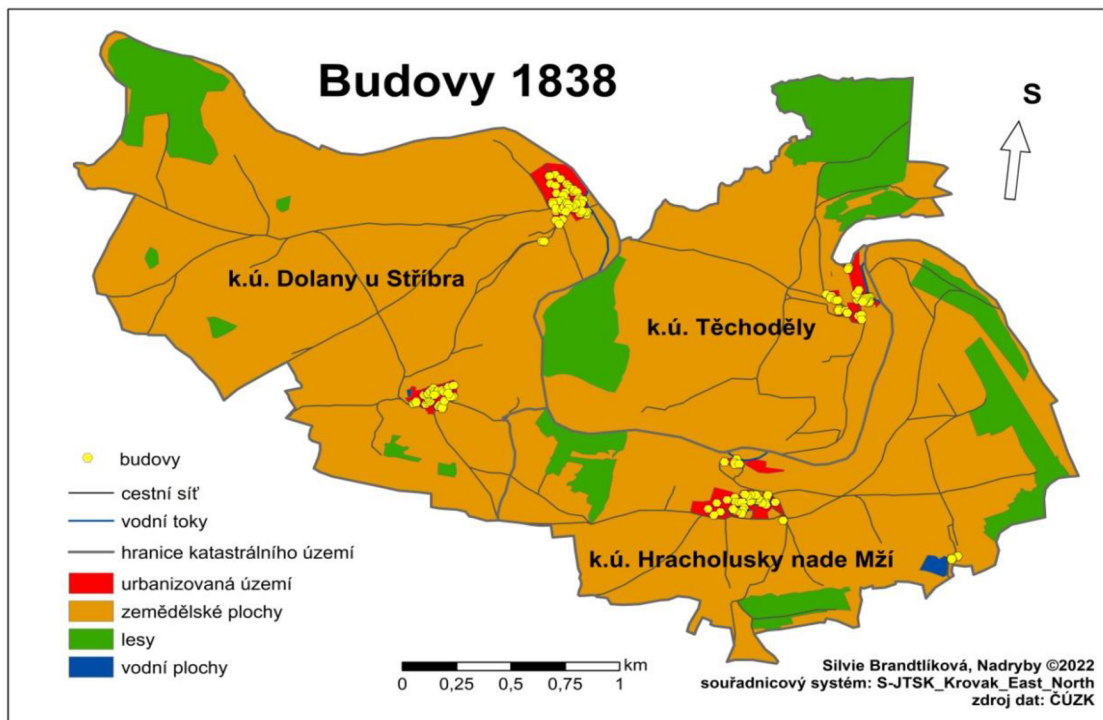 Budovy 1838
S
k.ú. Dolany u Stříbra
k.ú. Těchoděly
k.ú. Hracholusky nade Mží
budovy
cestní síť
vodní toky
hranice katastrálního území
urbanizovaná území
zemědělské plochy
lesy
vodní plochy
km
0 0,25 0,5 0,75 1
Silvie Brandtlíková, Nadryby ©2022
souřadnicový systém: S-JTSK_Krovak_East_North
zdroj dat: ČÚZK